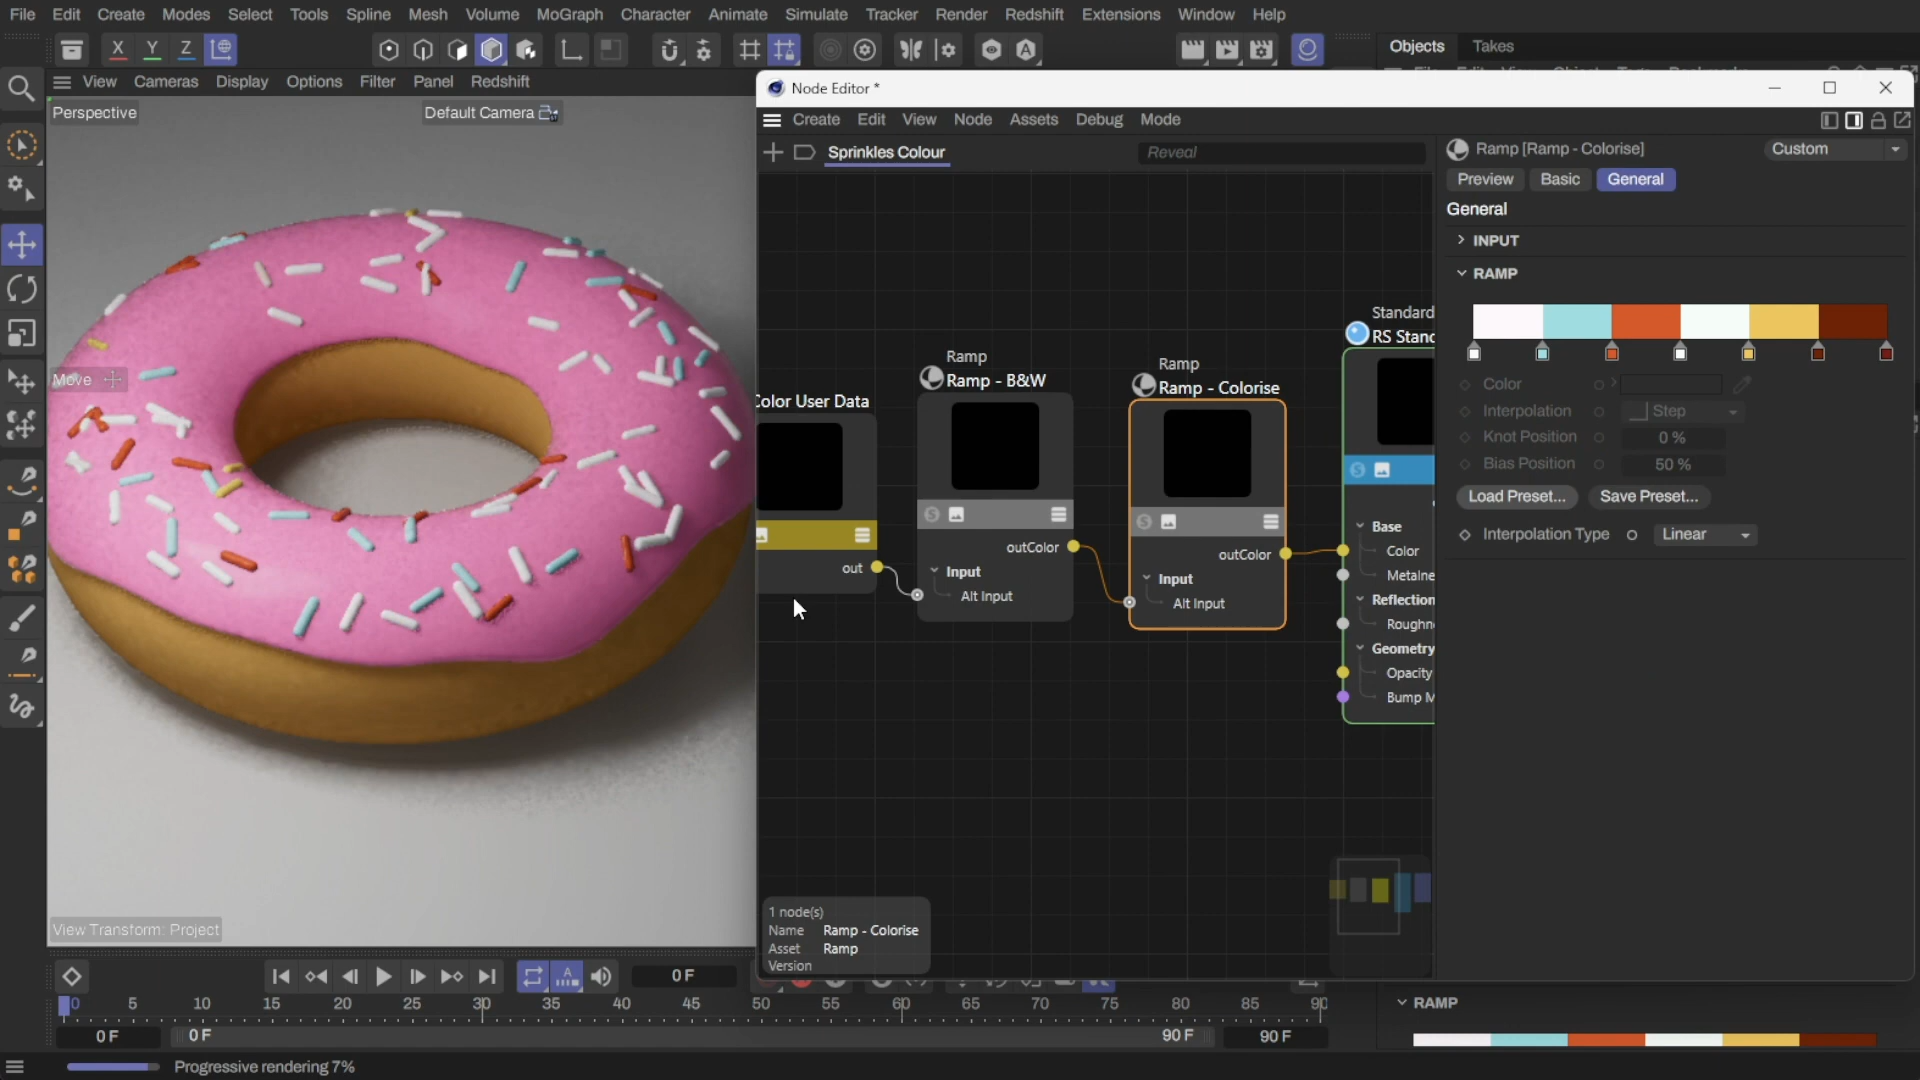 File Edit Create Modes Select Tools Spline Mesh Volume MoGraph Character Animate Simulate Tracker Render Redshift Extensions Window Help
X Y Z
Objects Takes
View Cameras Display Options Filter Panel Redshift
Perspective
Default Camera
Move
View Transform: Project
Node Editor *
Create Edit View Node Assets Debug Mode
Sprinkles Colour
Reveal
Color User Data
out
Ramp
Ramp - B&W
outColor
Input
Alt Input
Ramp
Ramp - Colorise
outColor
Input
Alt Input
Standard
RS Stand
Base
Color
Metalne
Reflection
Roughn
Geometry
Opacity
Bump M
1 node(s)
Name Ramp - Colorise
Asset Ramp
Version
Ramp [Ramp - Colorise]
Custom
Preview Basic General
General
INPUT
RAMP
Color
Interpolation Step
Knot Position 0 %
Bias Position 50 %
Load Preset... Save Preset...
Interpolation Type Linear
0 F
0 5 10 15 20 25 30 35 40 45 50 55 60 65 70 75 80 85 90
0 F 0 F 90 F 90 F
RAMP
Progressive rendering 7%